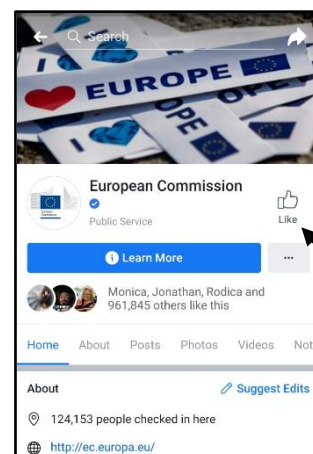 Search
EUROPE
European Commission
Public Service
Like
Learn More
Monica, Jonathan, Rodica and
961,845 others like this
Home About Posts Photos Videos Not
About
Suggest Edits
124,153 people checked in here
http://ec.europa.eu/